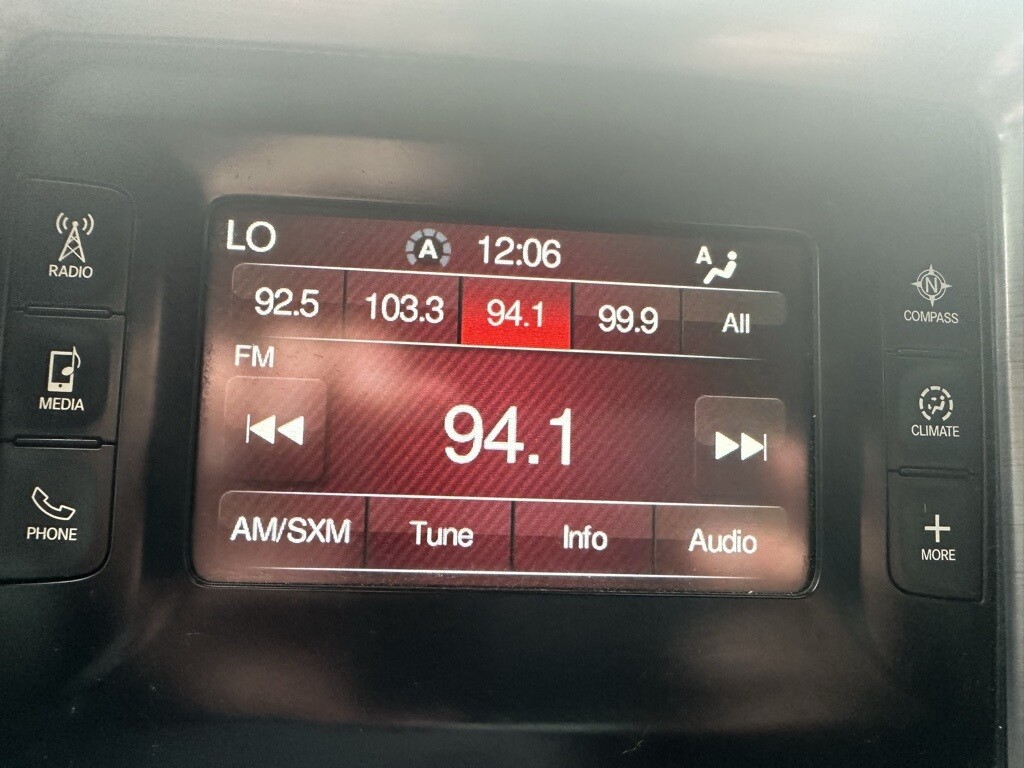 LO A 12:06 A
RADIO
92.5 103.3 94.1 99.9 All
N
COMPASS
FM
MEDIA
94.1
CLIMATE
PHONE
AM/SXM Tune Info Audio
MORE